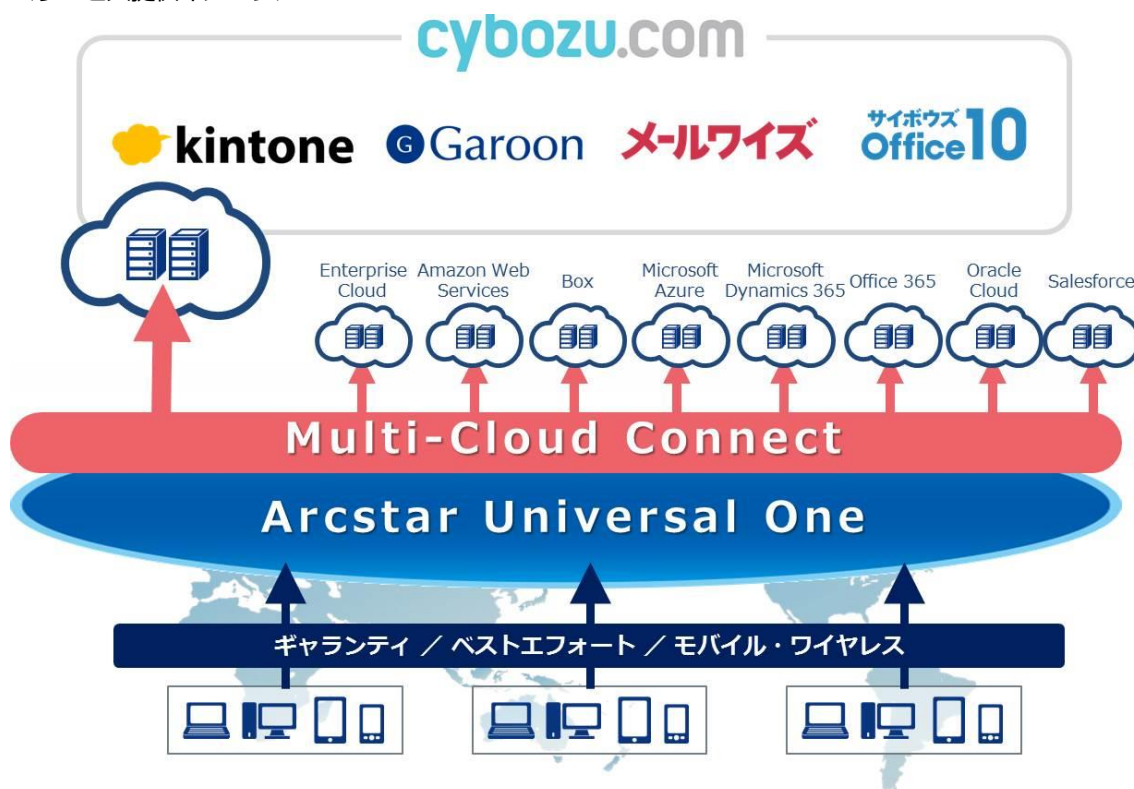 cybozu.com
kintone
G Garoon
メールワイズ
サイボウズ
Office 10
Enterprise
Cloud
Amazon Web
Services
Box
Microsoft
Azure
Microsoft
Dynamics 365
Office 365
Oracle
Cloud
Salesforce
Multi-Cloud Connect
Arcstar Universal One
ギャランティ / ベストエフォート / モバイル・ワイヤレス